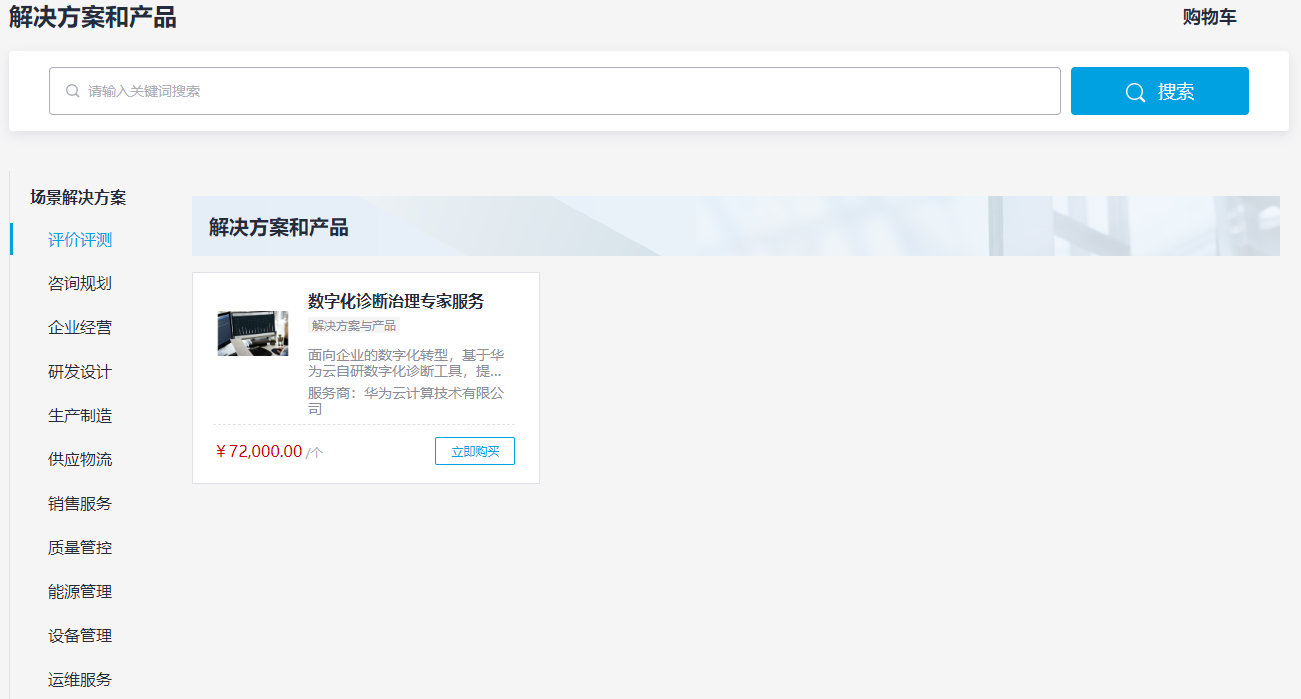 解决方案和产品
购物车
请输入关键词搜索
搜索
场景解决方案
评价评测
咨询规划
企业经营
研发设计
生产制造
供应物流
销售服务
质量管控
能源管理
设备管理
运维服务
解决方案和产品
数字化诊断治理专家服务
解决方案与产品
面向企业的数字化转型，基于华
为云自研数字化诊断工具，提...
服务商：华为云计算技术有限公
司
¥ 72,000.00 /个
立即购买